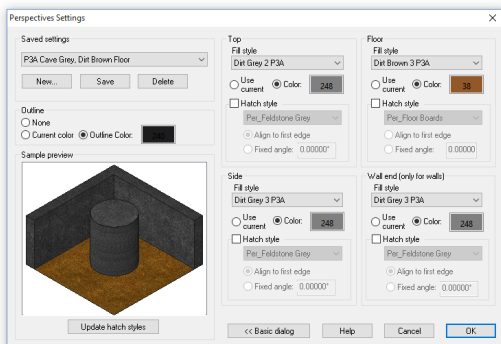 Perspectives Settings
Saved settings
P3A Cave Grey, Dirt Brown Floor
New...
Save
Delete
Outline
None
Current color
Outline Color:
Sample preview
Update hatch styles
Top
Fill style
Dirt Grey 2 P3A
Use current
Color:
248
Hatch style
Per_Feldstone Grey
Align to first edge
Fixed angle:
0.00000°
Floor
Fill style
Dirt Brown 3 P3A
Use current
Color:
38
Hatch style
Per_Floor Boards
Align to first edge
Fixed angle:
0.00000
Side
Fill style
Dirt Grey 3 P3A
Use current
Color:
248
Hatch style
Per_Feldstone Grey
Align to first edge
Fixed angle:
0.00000°
Wall end (only for walls)
Fill style
Dirt Grey 3 P3A
Use current
Color:
248
Hatch style
Per_Feldstone Grey
Align to first edge
Fixed angle:
0.00000°
<< Basic dialog
Help
Cancel
OK